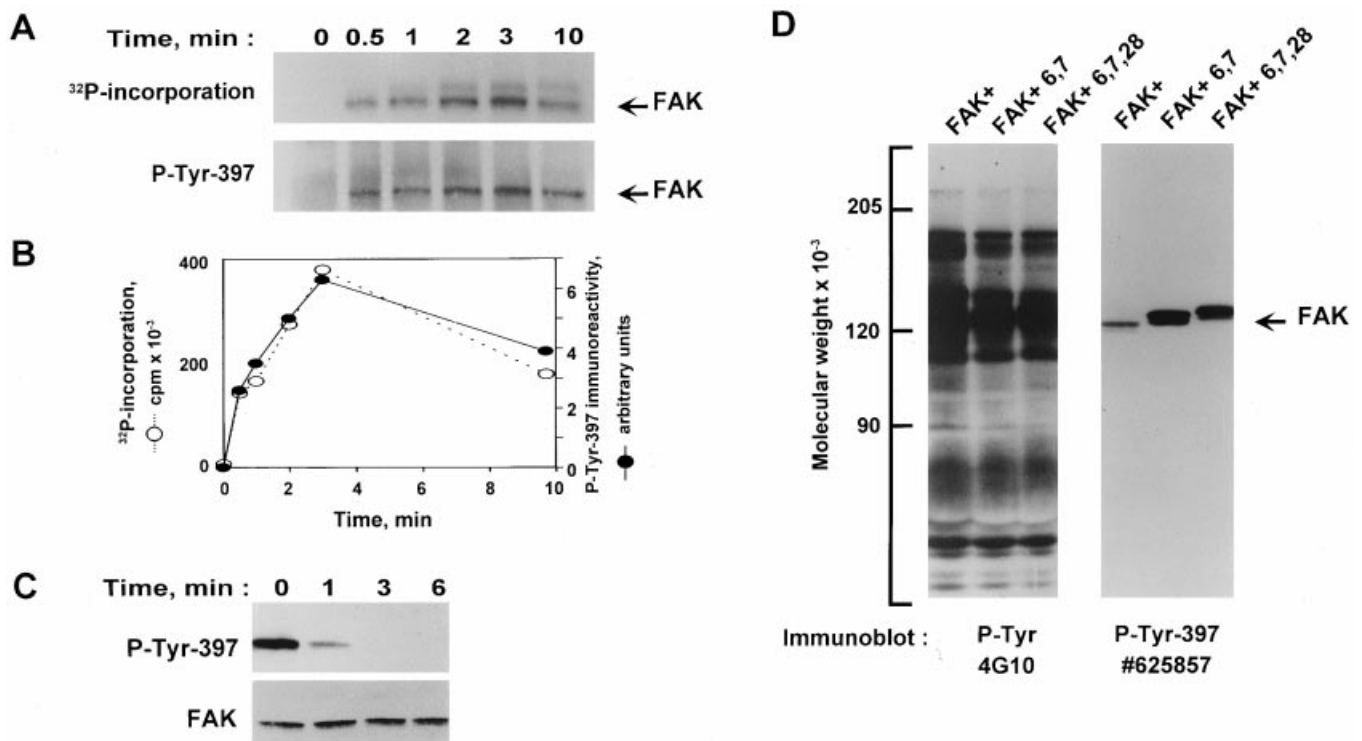 A
Time, min : 0 0.5 1 2 3 10
³²P-incorporation
← FAK
P-Tyr-397
← FAK
B
³²P-incorporation,
cpm x 10⁻³
400
200
0
0 2 4 6 8 10
Time, min
6
4
2
0
P-Tyr-397 immunoreactivity,
arbitrary units
C
Time, min : 0 1 3 6
P-Tyr-397
FAK
D
FAK+
FAK+ 6,7
FAK+ 6,7,28
FAK+
FAK+ 6,7
FAK+ 6,7,28
Molecular weight x 10⁻³
205
120
90
← FAK
Immunoblot : P-Tyr P-Tyr-397
4G10 #625857